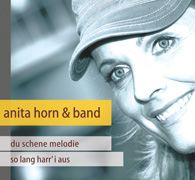 anita horn & band
du schene melodie
so lang harr' i aus